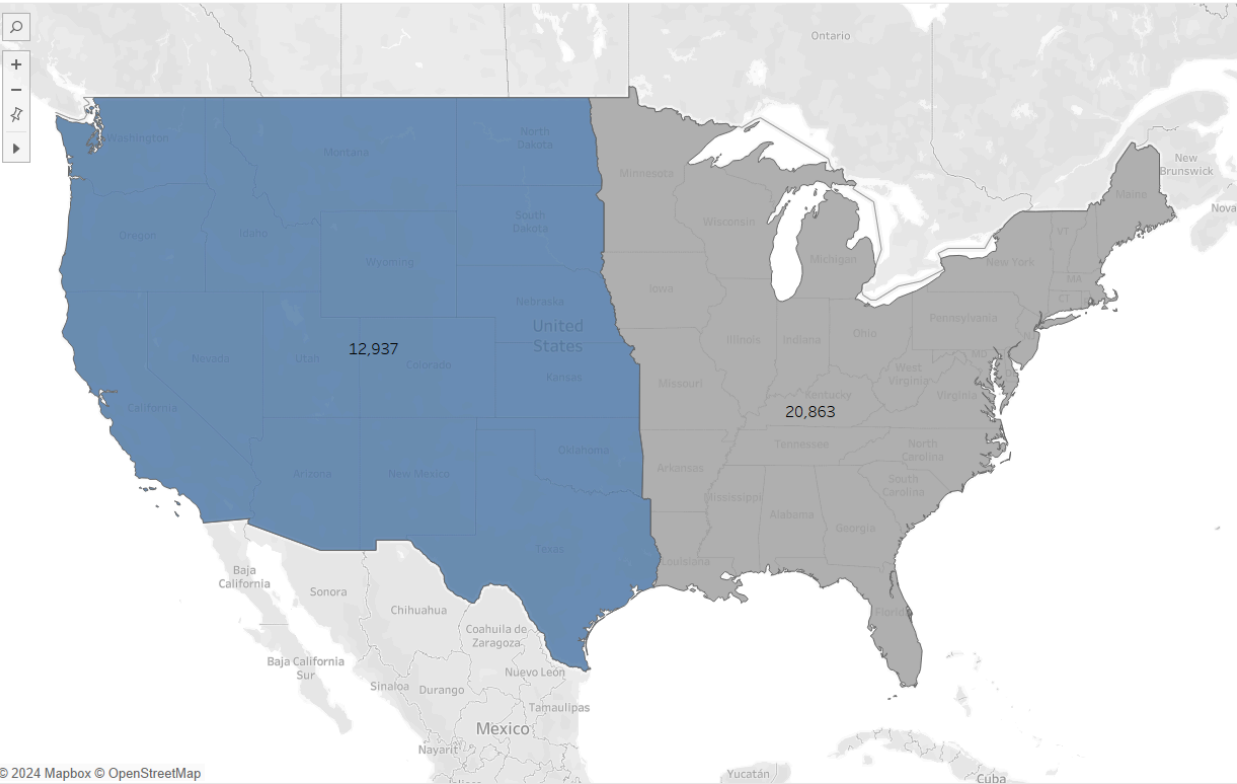 Ontario
New
Brunswick
Nova
Maine
Washington
Montana
North
Dakota
Minnesota
VT
Oregon
Idaho
South
Dakota
Wisconsin
Michigan
New York
MA
Wyoming
CT
Iowa
Nebraska
Pennsylvania
United
States
Illinois
Indiana
Ohio
NJ
12,937
Nevada
Utah
Colorado
MD
West
Virginia
Kansas
Missouri
Kentucky
Virginia
California
20,863
Tennessee
North
Carolina
Oklahoma
Arizona
New Mexico
Arkansas
South
Carolina
Mississippi
Alabama
Georgia
Texas
Louisiana
Baja
California
Sonora
Chihuahua
Florida
Coahuila de
Zaragoza
Baja California
Sur
Nuevo León
Sinaloa
Durango
Tamaulipas
Mexico
Nayarit
Yucatán
Cuba
© 2024 Mapbox © OpenStreetMap